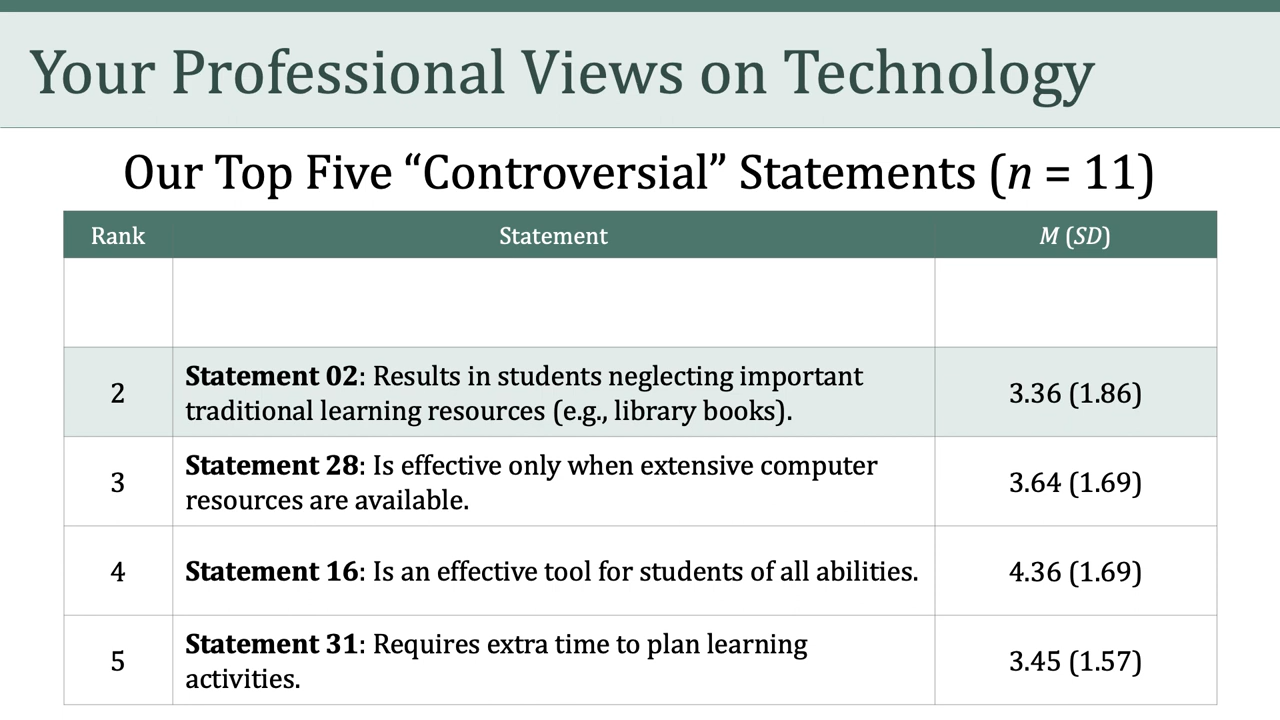 Your Professional Views on Technology
Our Top Five “Controversial” Statements (n = 11)
Rank Statement M (SD)
2 Statement 02: Results in students neglecting important traditional learning resources (e.g., library books). 3.36 (1.86)
3 Statement 28: Is effective only when extensive computer resources are available. 3.64 (1.69)
4 Statement 16: Is an effective tool for students of all abilities. 4.36 (1.69)
5 Statement 31: Requires extra time to plan learning activities. 3.45 (1.57)